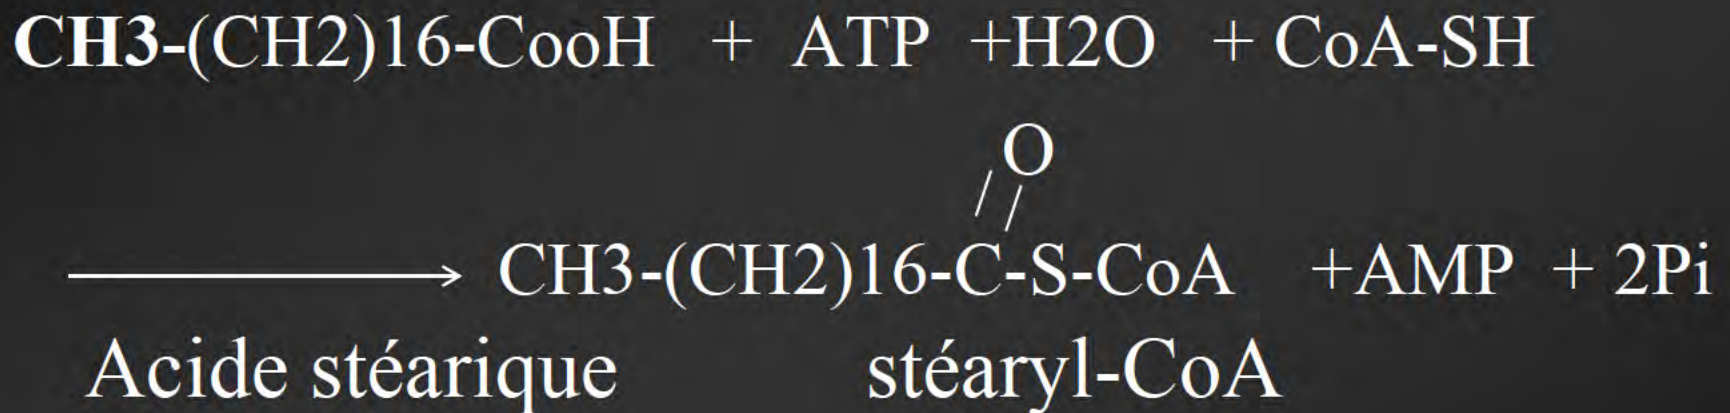 CH3-(CH2)16-CooH + ATP +H2O + CoA-SH
O
CH3-(CH2)16-C-S-CoA +AMP + 2Pi
Acide stéarique stéaryl-CoA